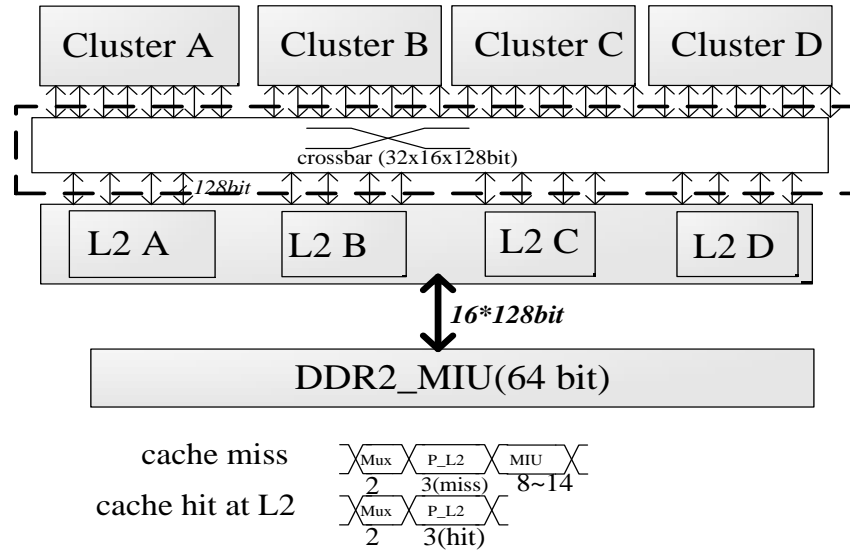 Cluster A Cluster B Cluster C Cluster D
crossbar (32x16x128bit)
128bit
L2 A L2 B L2 C L2 D
16*128bit
DDR2_MIU(64 bit)
cache miss Mux P_L2 MIU
2 3(miss) 8~14
cache hit at L2 Mux P_L2
2 3(hit)